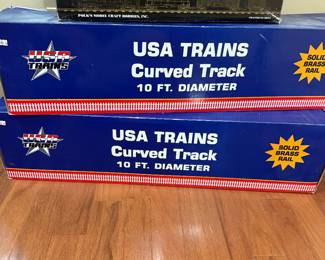 POLK'S MODEL CRAFT HOBBIES, INC.
USA
TRAINS
USA TRAINS
Curved Track
10 FT. DIAMETER
SOLID
BRASS
RAIL
USA
TRAINS
USA TRAINS
Curved Track
10 FT. DIAMETER
SOLID
BRASS
RAIL